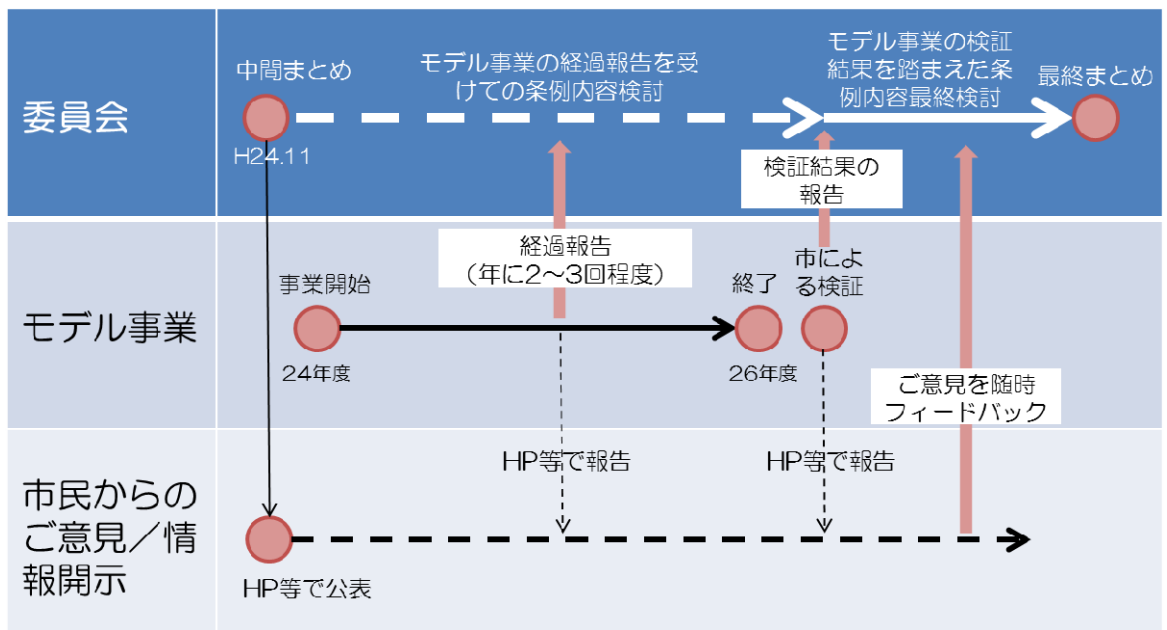 委員会
中間まとめ
H24.11
モデル事業の経過報告を受
けての条例内容検討
モデル事業の検証
結果を踏まえた条
例内容最終検討
最終まとめ
検証結果の
報告
モデル事業
事業開始
24年度
経過報告
（年に2～3回程度）
終了
26年度
市によ
る検証
ご意見を随時
フィードバック
市民からの
ご意見／情
報開示
HP等で公表
HP等で報告
HP等で報告